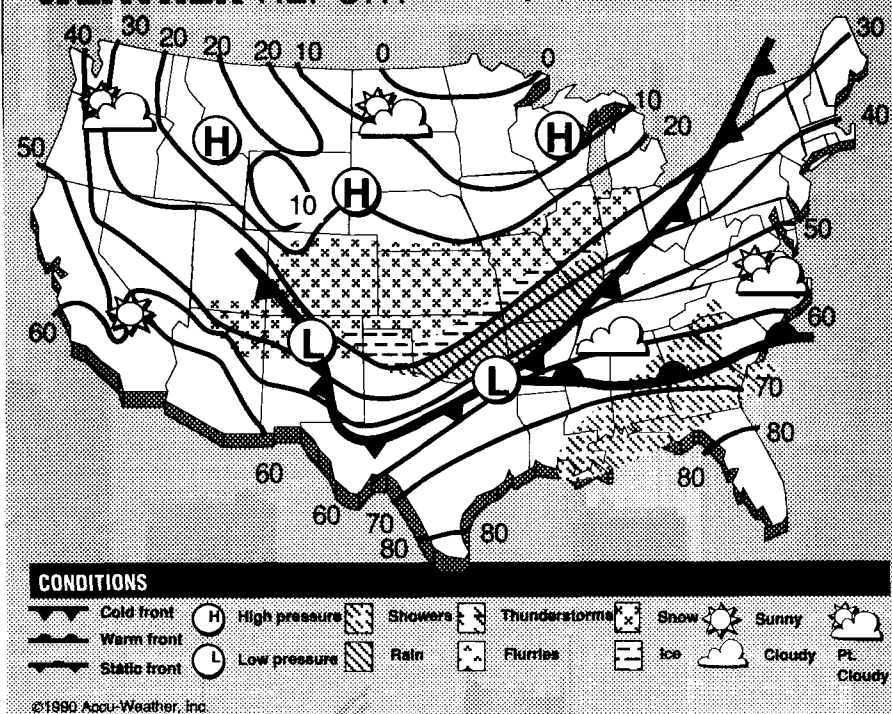 40 30 20 20 20 10 0 0 30
10
20
40
50
H H
H
10
50
60
L
60
L
70
80
60
80
60 70
80 80
CONDITIONS
Cold front H High pressure Showers Thunderstorms Snow Sunny
Warm front
Static front L Low pressure Rain Flurries Ice Cloudy Pt.
Cloudy
©1990 Accu-Weather, Inc.